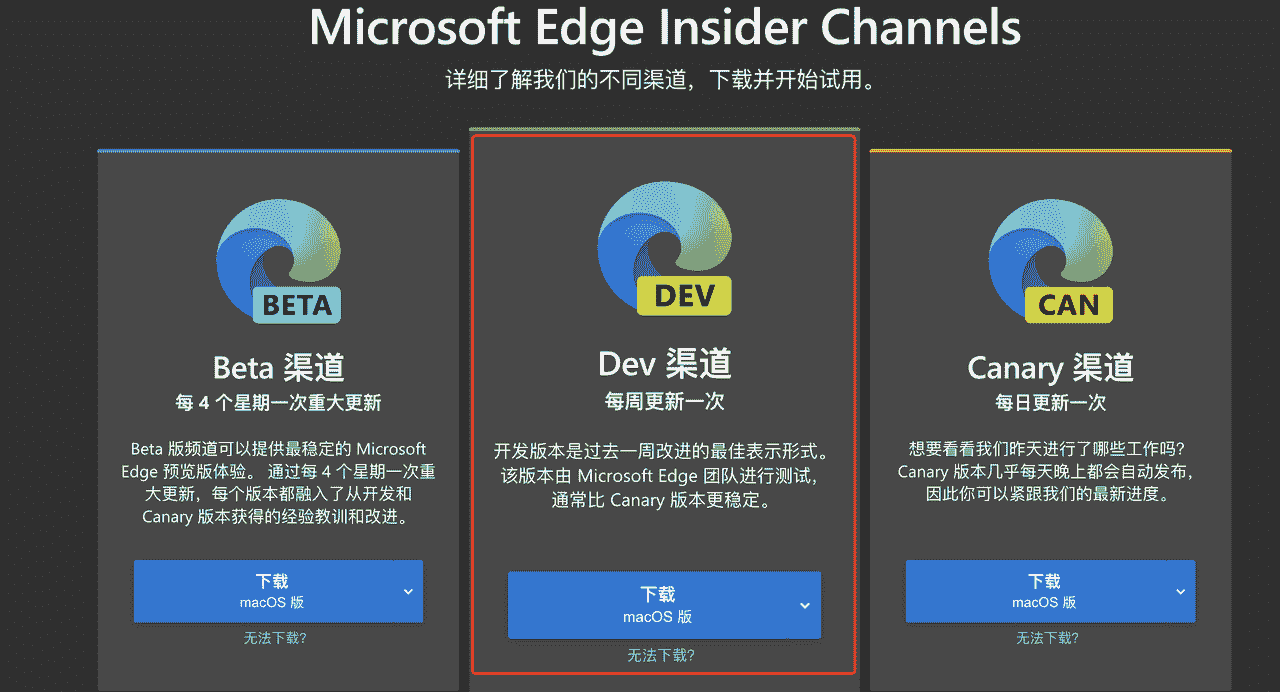 Microsoft Edge Insider Channels
详细了解我们的不同渠道，下载并开始试用。
BETA
Beta 渠道
每 4 个星期一次重大更新
Beta 版频道可以提供最稳定的 Microsoft
Edge 预览版体验。 通过每 4 个星期一次重
大更新，每个版本都融入了从开发和
Canary 版本获得的经验教训和改进。
下载
macOS 版
无法下载?
DEV
Dev 渠道
每周更新一次
开发版本是过去一周改进的最佳表示形式。
该版本由 Microsoft Edge 团队进行测试，
通常比 Canary 版本更稳定。
下载
macOS 版
无法下载?
CAN
Canary 渠道
每日更新一次
想要看看我们昨天进行了哪些工作吗?
Canary 版本几乎每天晚上都会自动发布，
因此你可以紧跟我们的最新进度。
下载
macOS 版
无法下载?